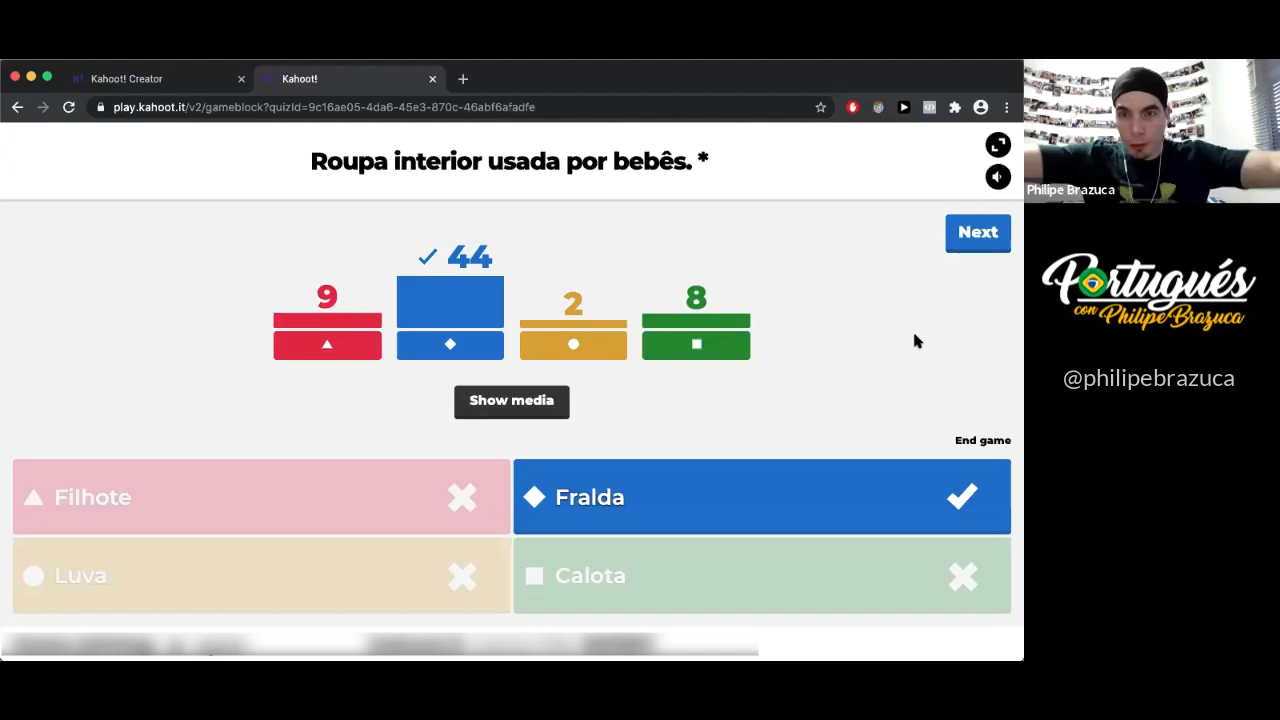 Kahoot! Creator
Kahoot!
play.kahoot.it/v2/gameblock?quizId=9c16ae05-4da6-45e3-870c-46abf6afadfe
Roupa interior usada por bebês. *
Philipe Brazuca
Next
9
44
2
8
Show media
End game
Filhote
Fralda
Luva
Calota
Portugués
con Philipe Brazuca
@philipebrazuca